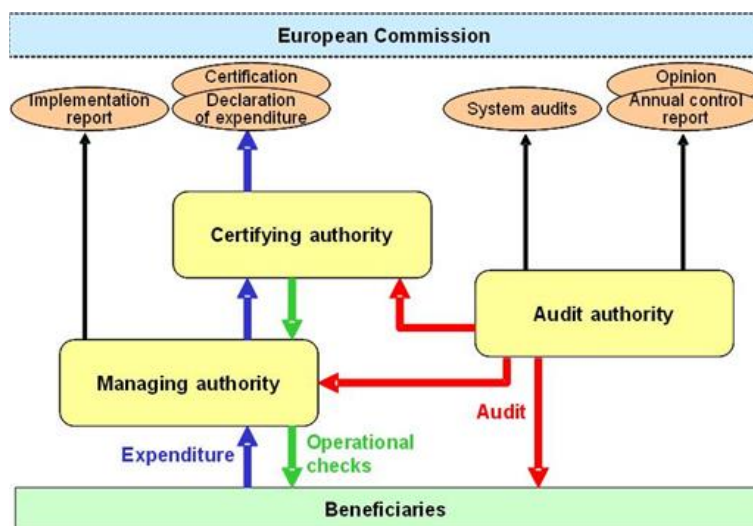 European Commission
Certification
Implementation
report
Declaration
of expenditure
System audits
Opinion
Annual control
report
Certifying authority
Audit authority
Managing authority
Audit
Expenditure
Operational
checks
Beneficiaries